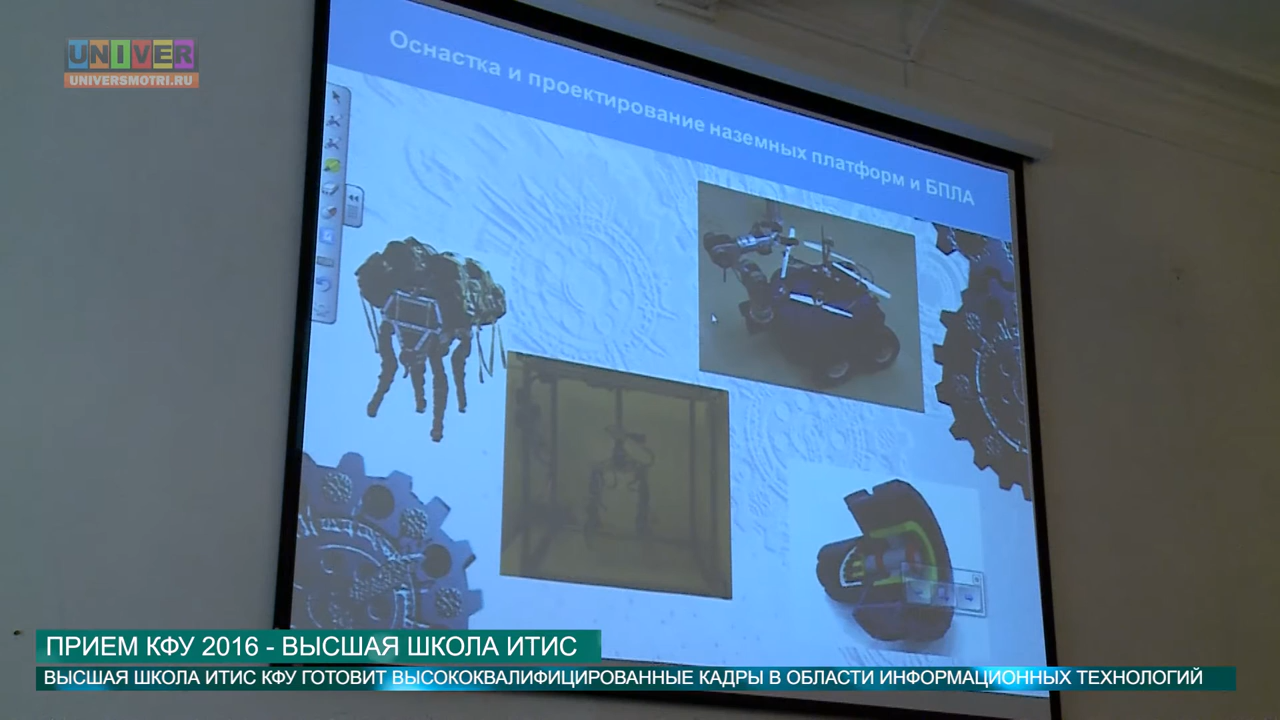 UNIVER
UNIVERSMOTRI.RU
Оснастка и проектирование наземных платформ и БПЛА
ПРИЕМ КФУ 2016 - ВЫСШАЯ ШКОЛА ИТИС
ВЫСШАЯ ШКОЛА ИТИС КФУ ГОТОВИТ ВЫСОКОКВАЛИФИЦИРОВАННЫЕ КАДРЫ В ОБЛАСТИ ИНФОРМАЦИОННЫХ ТЕХНОЛОГИЙ